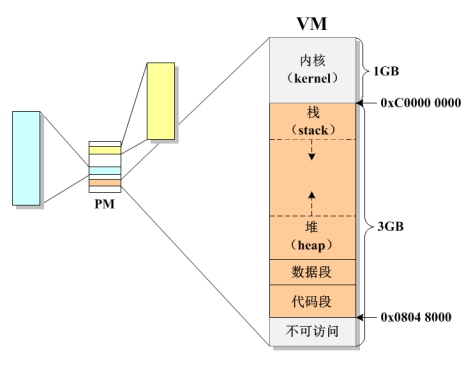 VM
内核
(kernel)
1GB
0xC0000 0000
栈
(stack)
PM
堆
(heap)
3GB
数据段
代码段
0x0804 8000
不可访问